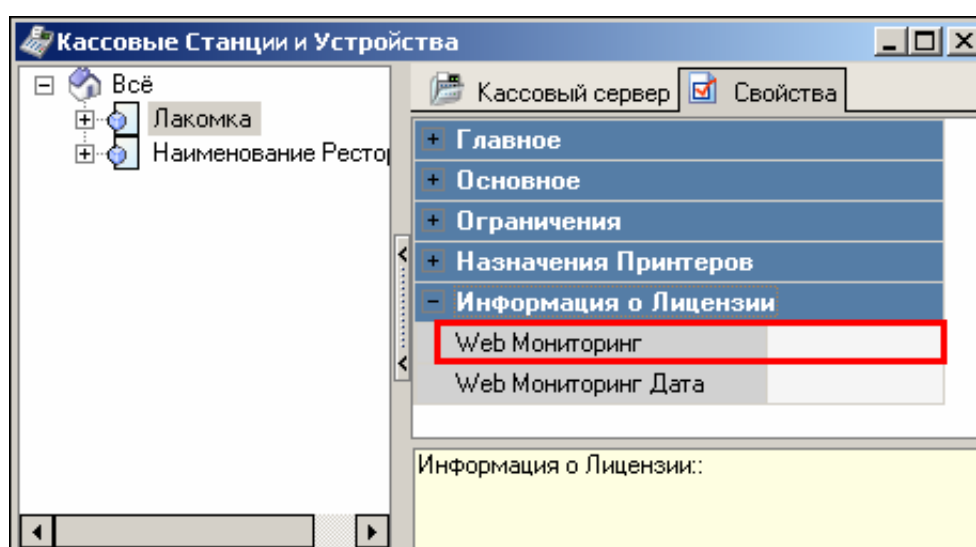 Кассовые Станции и Устройства
Всё
Лакомка
Наименование Рестор
Кассовый сервер
Свойства
Главное
Основное
Ограничения
Назначения Принтеров
Информация о Лицензии
Web Мониторинг
Web Мониторинг Дата
Информация о Лицензии::